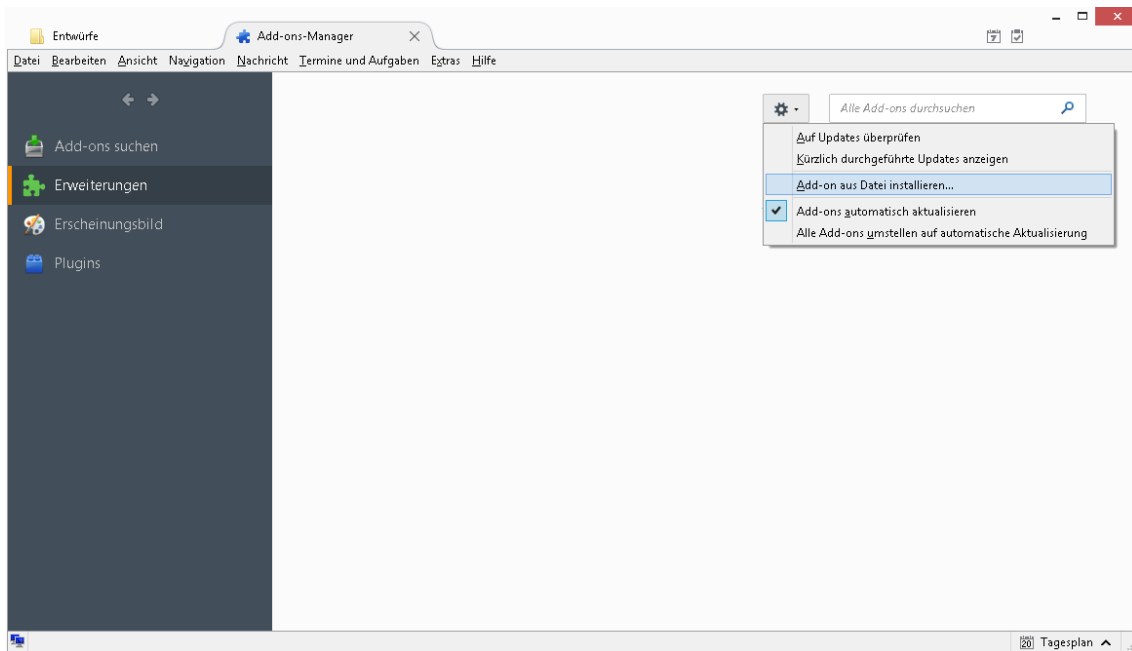 Entwürfe
Add-ons-Manager
7
Datei Bearbeiten Ansicht Navigation Nachricht Termine und Aufgaben Extras Hilfe
Alle Add-ons durchsuchen
Add-ons suchen
Erweiterungen
Erscheinungsbild
Plugins
Auf Updates überprüfen
Kürzlich durchgeführte Updates anzeigen
Add-on aus Datei installieren...
Add-ons automatisch aktualisieren
Alle Add-ons umstellen auf automatische Aktualisierung
20 Tagesplan